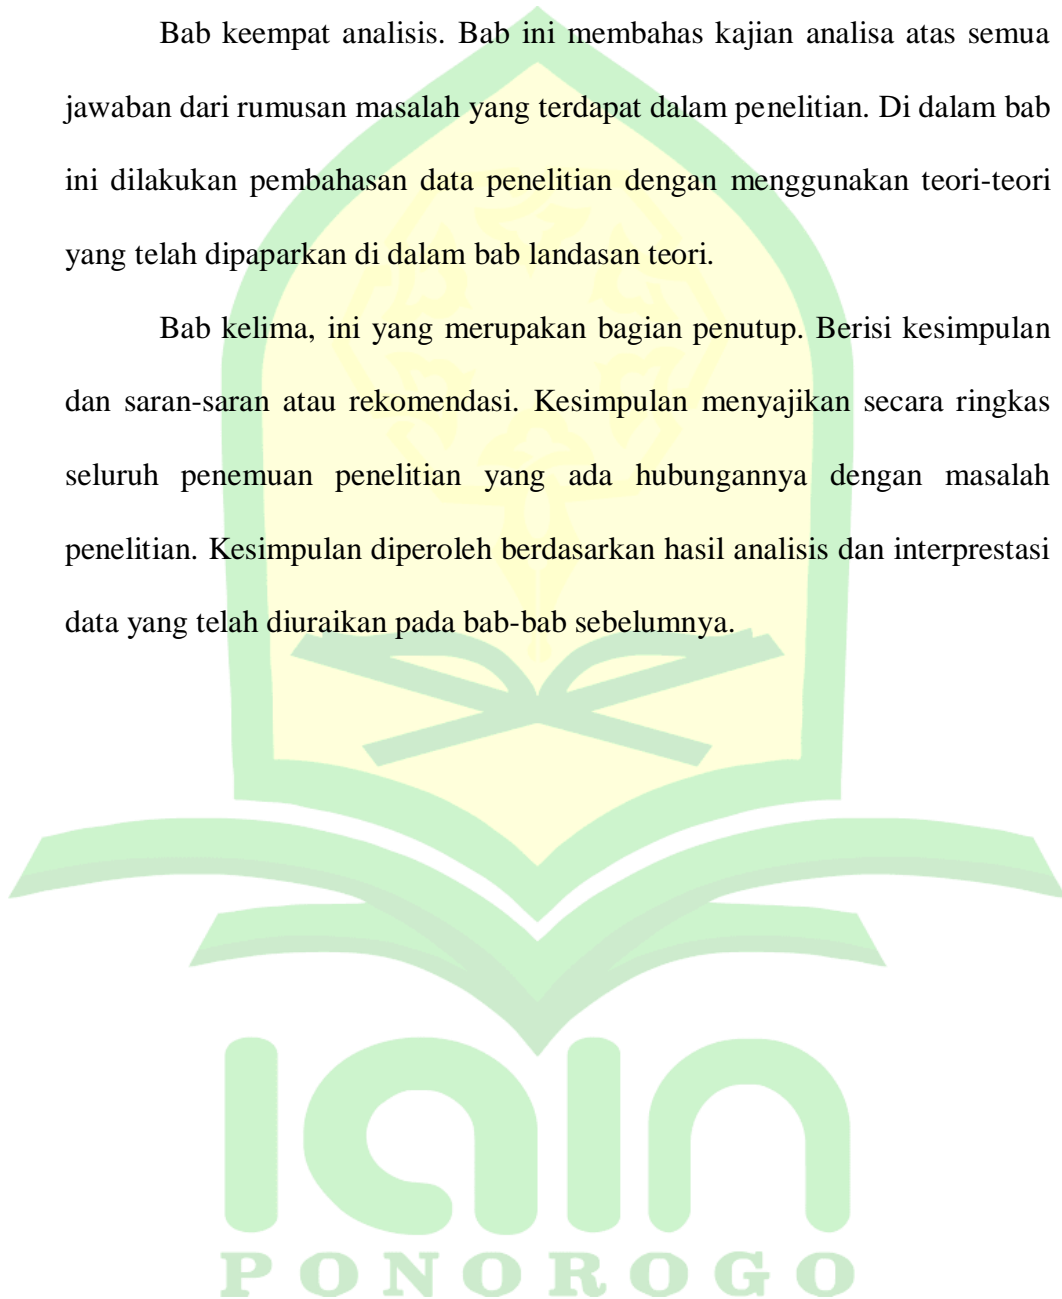 Bab keempat analisis. Bab ini membahas kajian analisa atas semua
jawaban dari rumusan masalah yang terdapat dalam penelitian. Di dalam bab
ini dilakukan pembahasan data penelitian dengan menggunakan teori-teori
yang telah dipaparkan di dalam bab landasan teori.
Bab kelima, ini yang merupakan bagian penutup. Berisi kesimpulan
dan saran-saran atau rekomendasi. Kesimpulan menyajikan secara ringkas
seluruh penemuan penelitian yang ada hubungannya dengan masalah
penelitian. Kesimpulan diperoleh berdasarkan hasil analisis dan interprestasi
data yang telah diuraikan pada bab-bab sebelumnya.
iain
PONOROGO